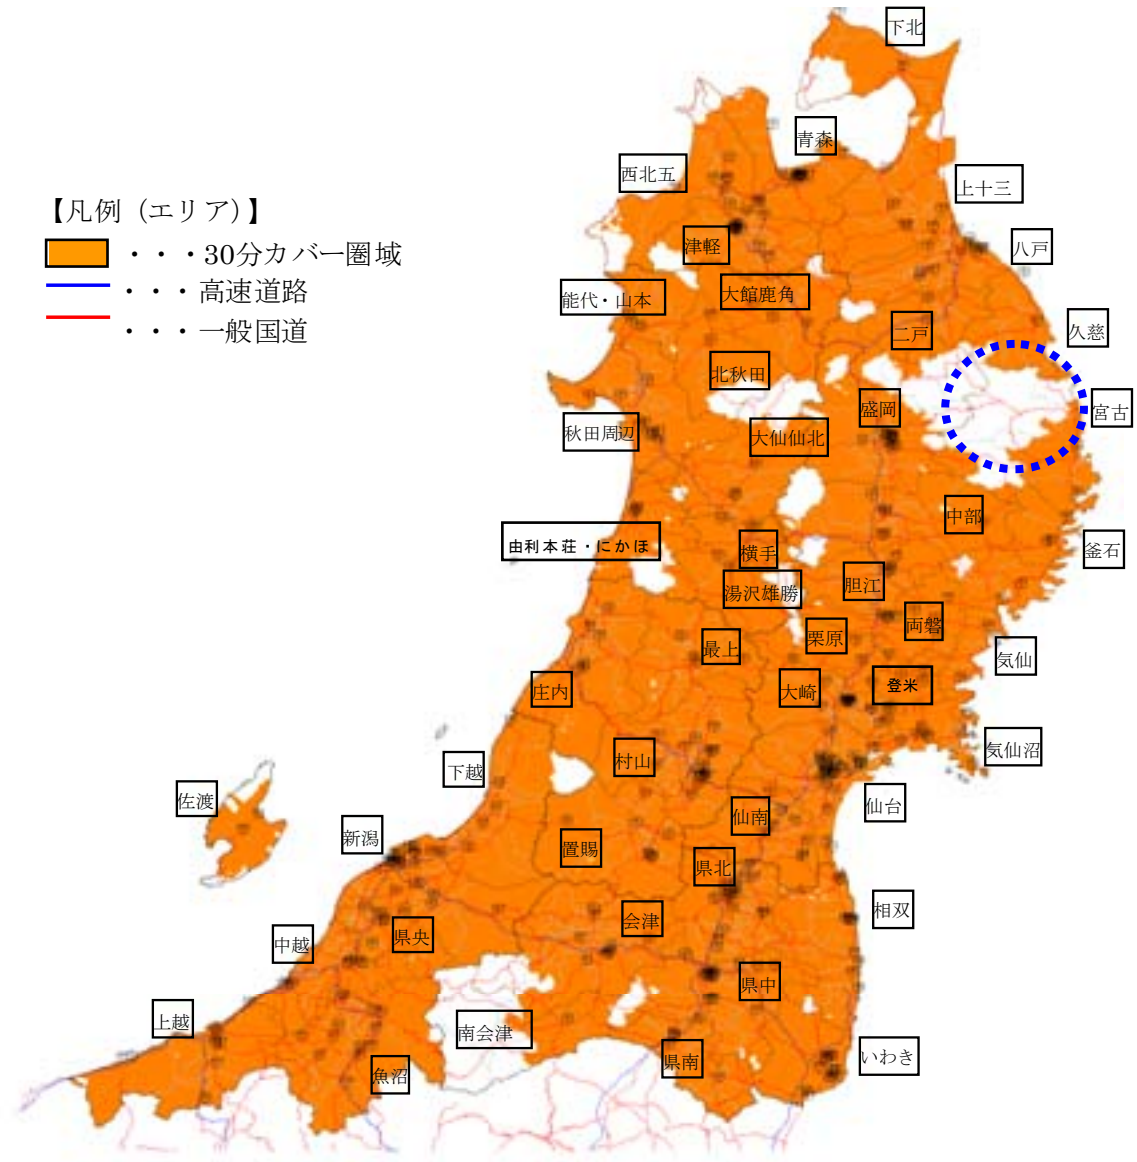 下北
青森
西北五
上十三
【凡例（エリア）】
津軽
八戸
・・・30分カバー圏域
・・・高速道路
能代・山本
大館鹿角
・・・一般国道
二戸
久慈
北秋田
盛岡
宮古
秋田周辺
大仙仙北
中部
由利本荘・にかほ
横手
釜石
湯沢雄勝
胆江
両磐
栗原
最上
気仙
庄内
大崎
登米
気仙沼
村山
下越
佐渡
仙台
仙南
新潟
置賜
県北
相双
会津
県央
中越
県中
上越
南会津
いわき
県南
魚沼